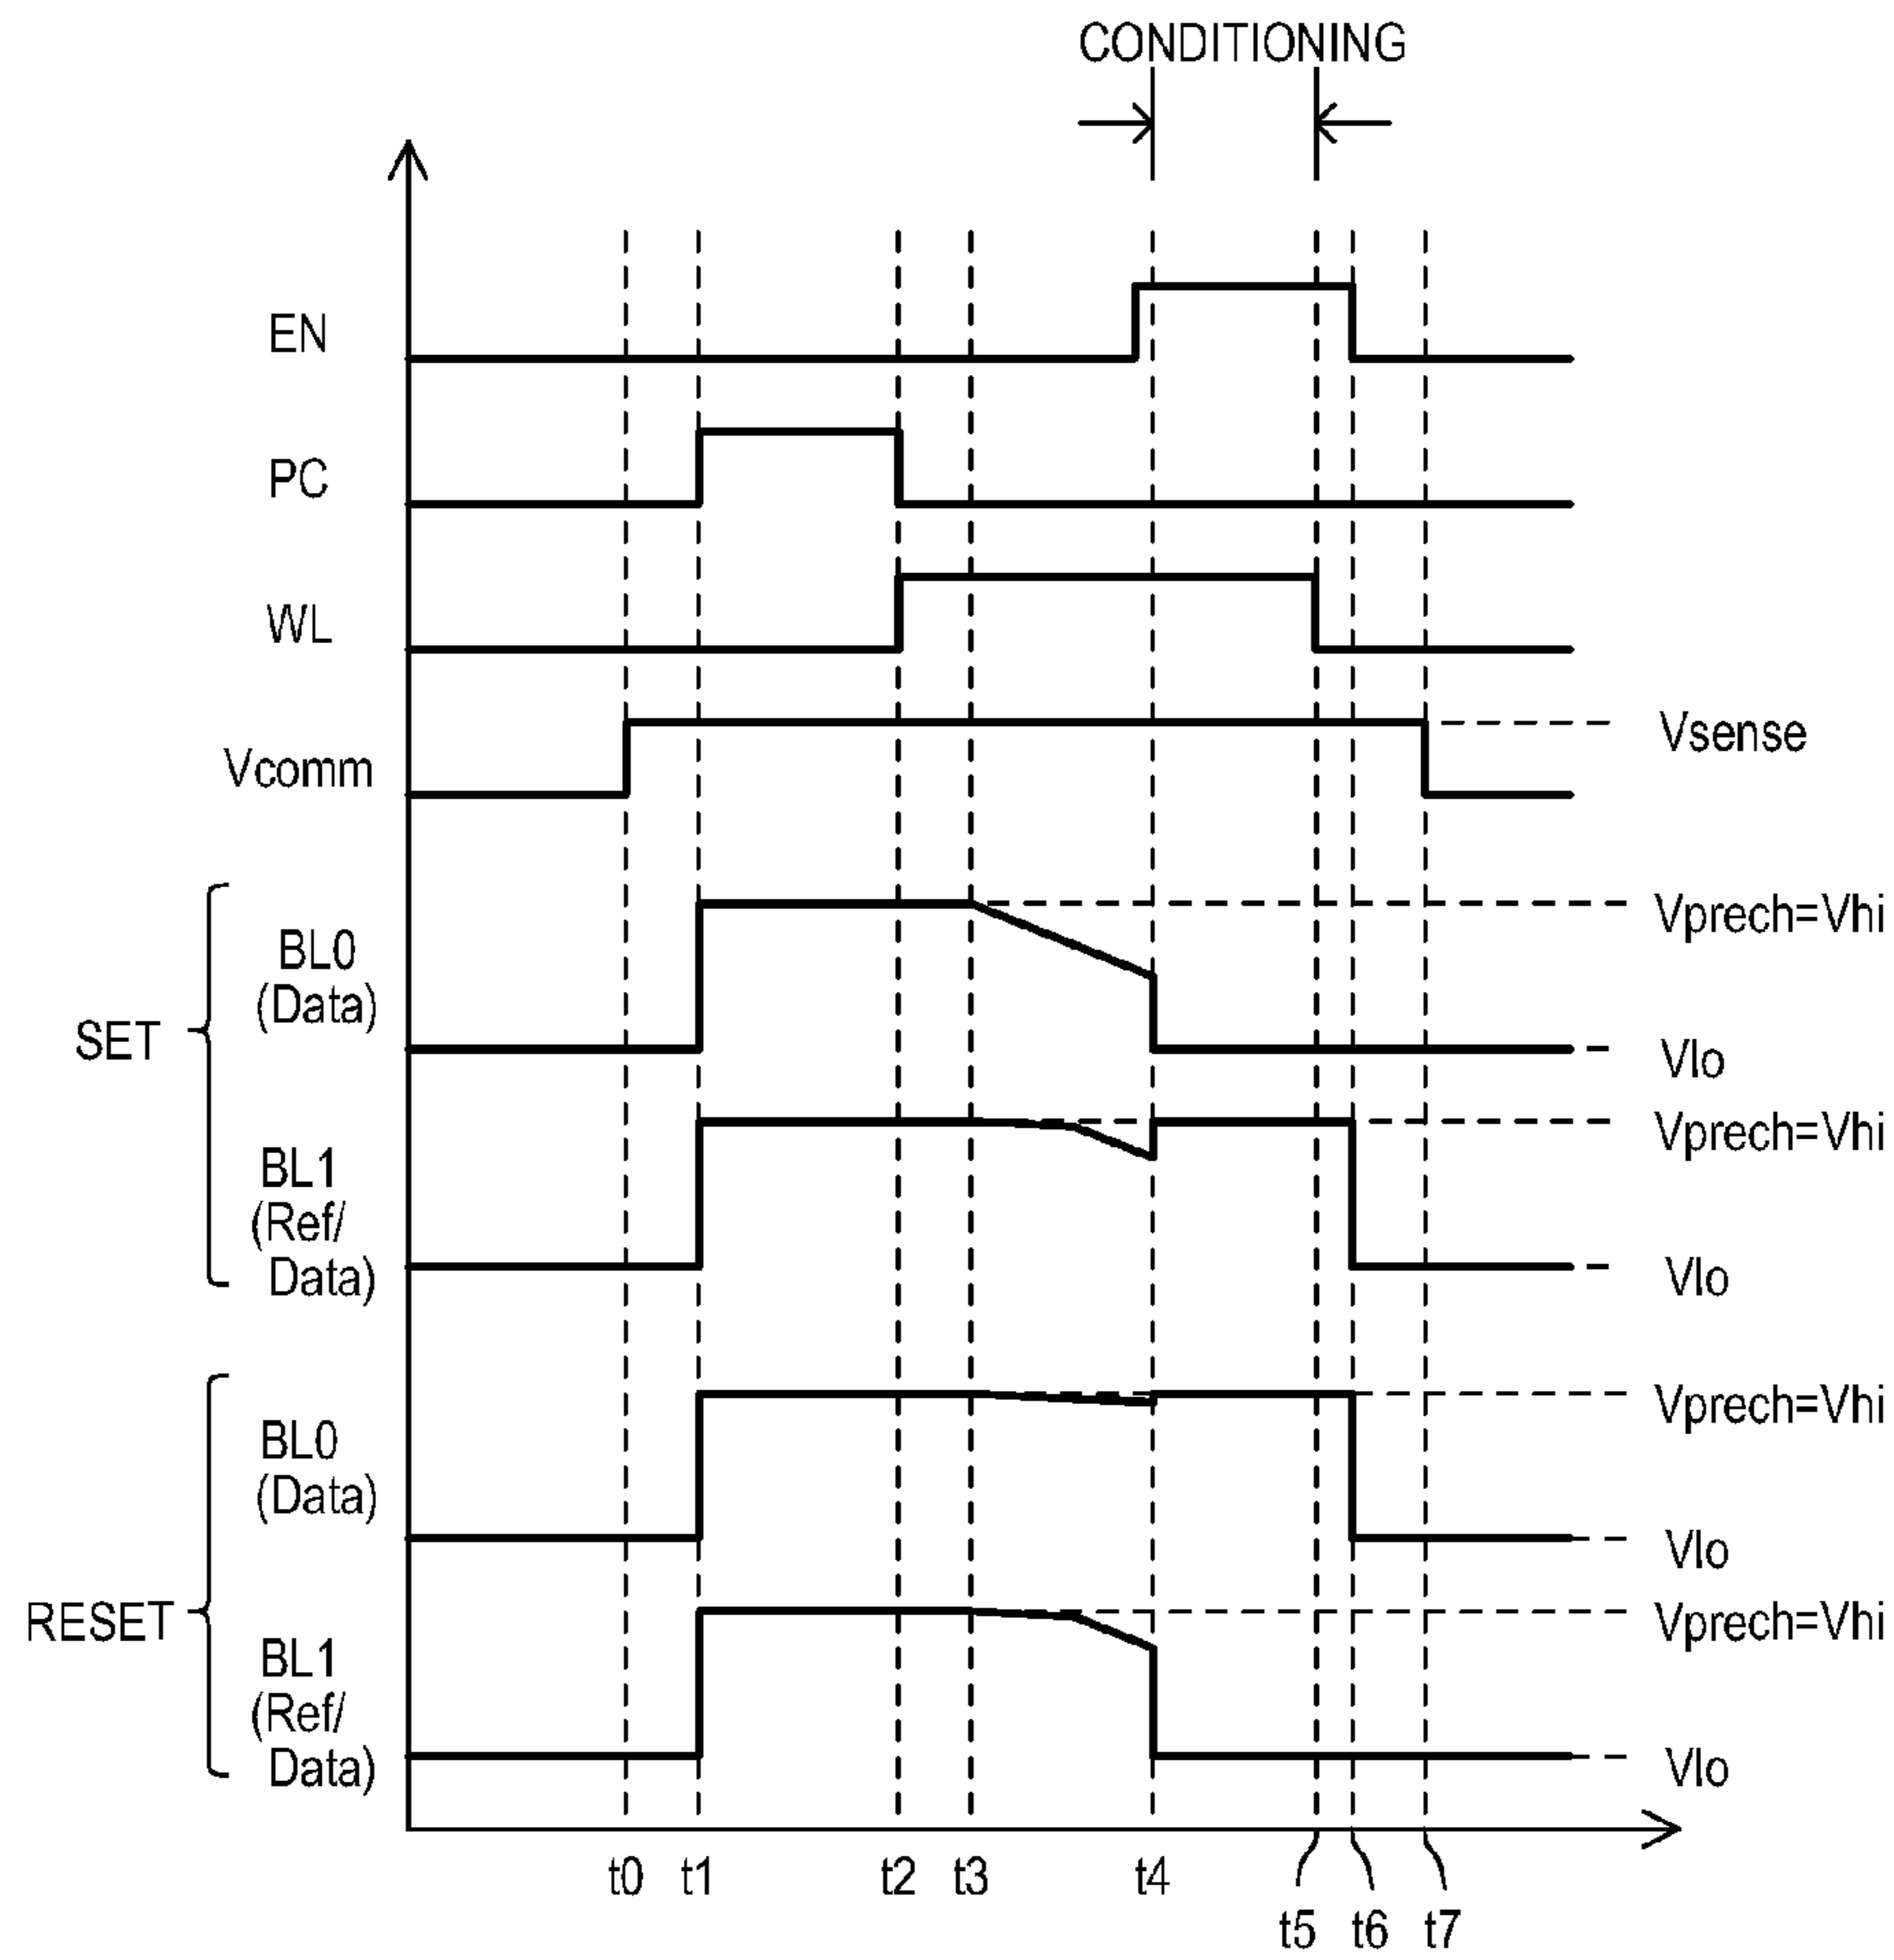 CONDITIONING
EN
PC
WL
Vcomm
Vsense
SET
BL0
(Data)
Vprech=Vhi
Vlo
BL1
(Ref/
Data)
Vprech=Vhi
Vlo
RESET
BL0
(Data)
Vprech=Vhi
Vlo
BL1
(Ref/
Data)
Vprech=Vhi
Vlo
t0 t1 t2 t3 t4
t5 t6 t7